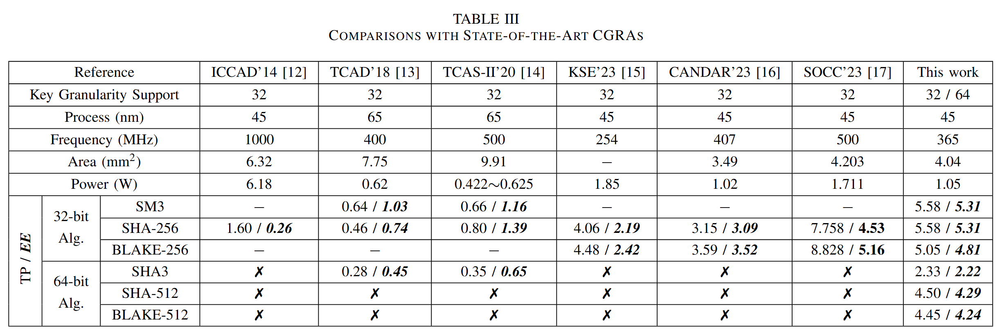 TABLE III
COMPARISONS WITH STATE-OF-THE-ART CGRAS
Reference ICCAD'14 [12] TCAD'18 [13] TCAS-II'20 [14] KSE'23 [15] CANDAR'23 [16] SOCC'23 [17] This work
Key Granularity Support 32 32 32 32 32 32 32 / 64
Process (nm) 45 65 65 45 45 45 45
Frequency (MHz) 1000 400 500 254 407 500 365
Area (mm²) 6.32 7.75 9.91 – 3.49 4.203 4.04
Power (W) 6.18 0.62 0.422~0.625 1.85 1.02 1.711 1.05
TP / EE
32-bit
Alg.
SM3 – 0.64 / 1.03 0.66 / 1.16 – – – 5.58 / 5.31
SHA-256 1.60 / 0.26 0.46 / 0.74 0.80 / 1.39 4.06 / 2.19 3.15 / 3.09 7.758 / 4.53 5.58 / 5.31
BLAKE-256 – – – 4.48 / 2.42 3.59 / 3.52 8.828 / 5.16 5.05 / 4.81
64-bit
Alg.
SHA3 ✗ 0.28 / 0.45 0.35 / 0.65 ✗ ✗ ✗ 2.33 / 2.22
SHA-512 ✗ ✗ ✗ ✗ ✗ ✗ 4.50 / 4.29
BLAKE-512 ✗ ✗ ✗ ✗ ✗ ✗ 4.45 / 4.24